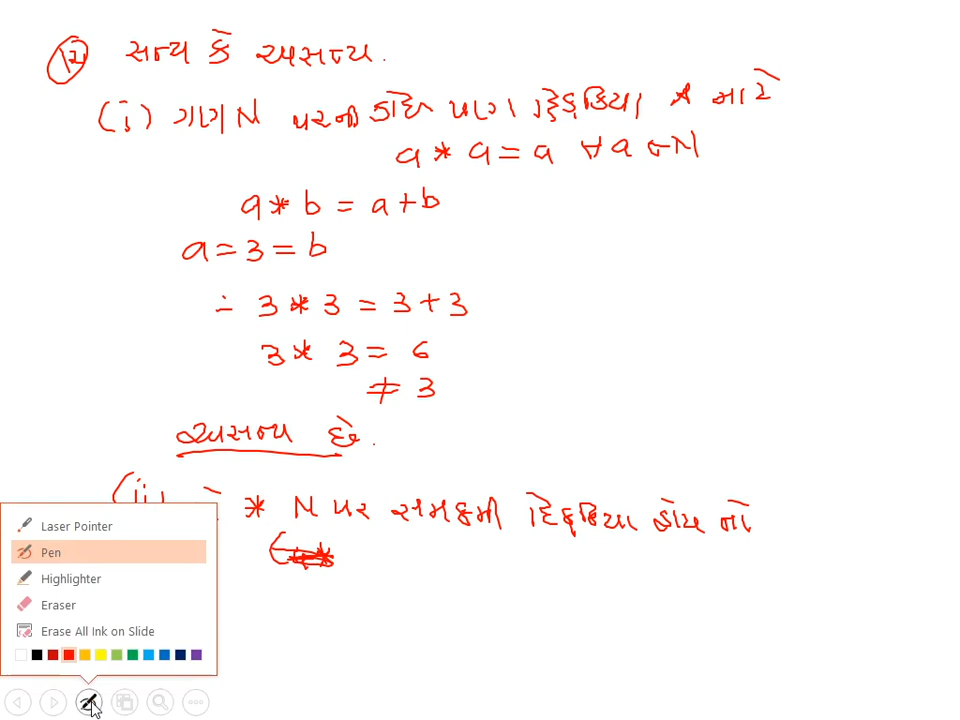 (12) સત્ય કે અસત્ય.
(i) ગણ N પરની કોઈ પણ દ્વિક્ક્રિયા * માટે
a * a = a ∀ a ∈ N
a * b = a + b
a = 3 = b
∴ 3 * 3 = 3 + 3
3 * 3 = 6
≠ 3
અસત્ય છે.
(ii) * N પર સમક્રમી દ્વિક્ક્રિયા હોય તો
Laser Pointer
Pen
Highlighter
Eraser
Erase All Ink on Slide